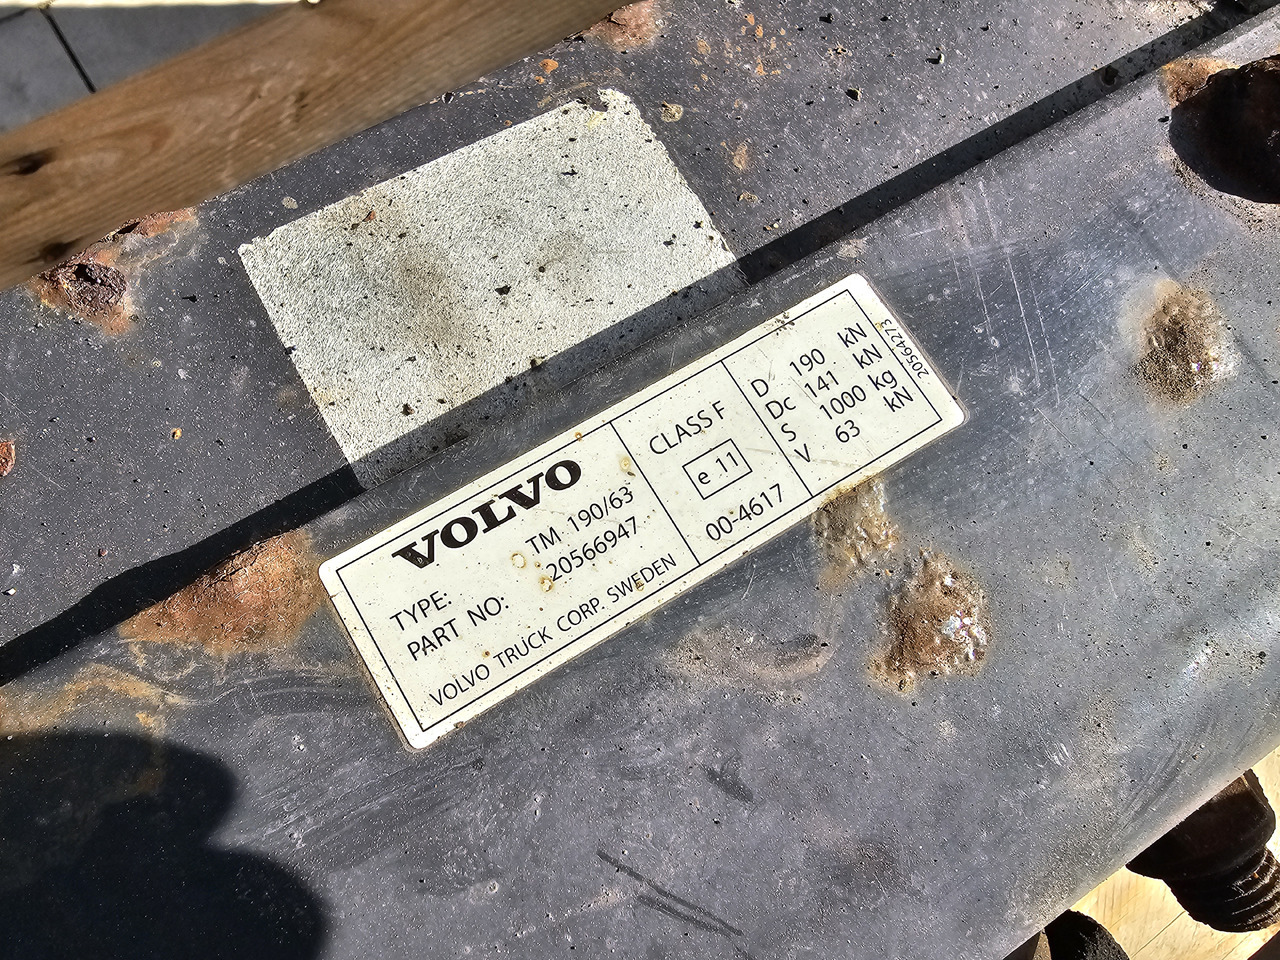 VOLVO
TYPE: TM 190/63
PART NO: 20566947
VOLVO TRUCK CORP. SWEDEN
CLASS F
e 11
00-4617
D 190 kN
Dc 141 kN
S 1000 kg
V 63 kN
20564273